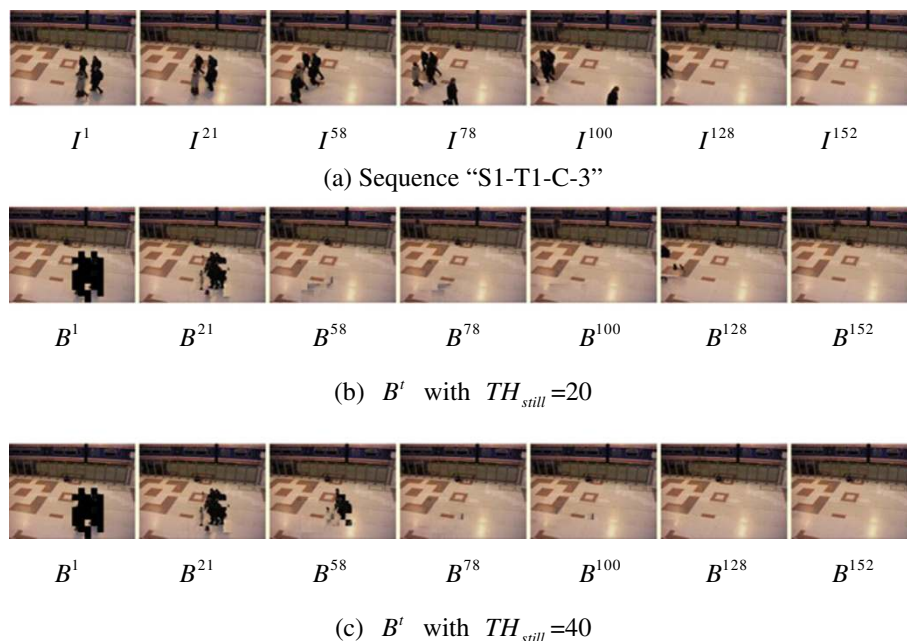 I^1 I^21 I^58 I^78 I^100 I^128 I^152
(a) Sequence “S1-T1-C-3”
B^1 B^21 B^58 B^78 B^100 B^128 B^152
(b) B^t with TH_still=20
B^1 B^21 B^58 B^78 B^100 B^128 B^152
(c) B^t with TH_still=40